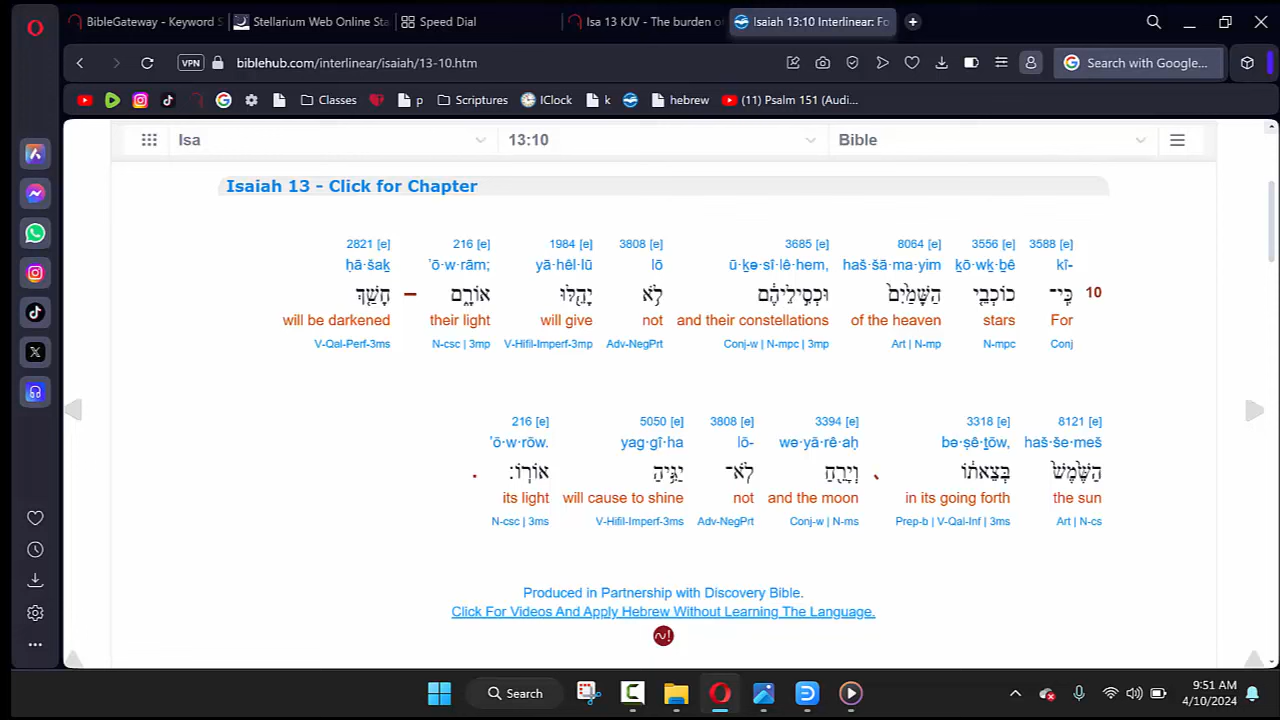 BibleGateway - Keyword S
Stellarium Web Online Sta
Speed Dial
Isa 13 KJV - The burden of
Isaiah 13:10 Interlinear: Fo
VPN
biblehub.com/interlinear/isaiah/13-10.htm
Search with Google...
Classes
p
Scriptures
IClock
k
hebrew
(11) Psalm 151 (Audi...
Isa
13:10
Bible
Isaiah 13 - Click for Chapter
2821 [e] 216 [e] 1984 [e] 3808 [e] 3685 [e] 8064 [e] 3556 [e] 3588 [e]
ḥā·šaḵ ’ō·w·rām; yā·hêl·lū lō ū·ḵə·sî·lê·hem, haš·šā·ma·yim kō·wḵ·ḇê kî-
10 כִּֽי־ כוֹכְבֵ֤י הַשָּׁמַ֙יִם֙ וּכְסִ֣ילֵיהֶ֔ם לֹ֥א יָהֵ֖לּוּ אוֹרָ֑ם – חָשַׁ֤ךְ
will be darkened their light will give not and their constellations of the heaven stars For
V-Qal-Perf-3ms N-csc | 3mp V-Hifil-Imperf-3mp Adv-NegPrt Conj-w | N-mpc | 3mp Art | N-mp N-mpc Conj
216 [e] 5050 [e] 3808 [e] 3394 [e] 3318 [e] 8121 [e]
’ō·w·rōw. yag·gî·ha lō- wə·yā·rê·aḥ bə·ṣê·ṯōw, haš·še·meš
הַשֶּׁ֙מֶשׁ֙ בְּצֵאת֔וֹ 、 וְיָרֵ֖חַ לֹֽא־ יַגִּ֥יהַ אוֹרֽוֹ׃ .
its light will cause to shine not and the moon in its going forth the sun
N-csc | 3ms V-Hifil-Imperf-3ms Adv-NegPrt Conj-w | N-ms Prep-b | V-Qal-Inf | 3ms Art | N-cs
Produced in Partnership with Discovery Bible.
Click For Videos And Apply Hebrew Without Learning The Language.
Search
9:51 AM
4/10/2024